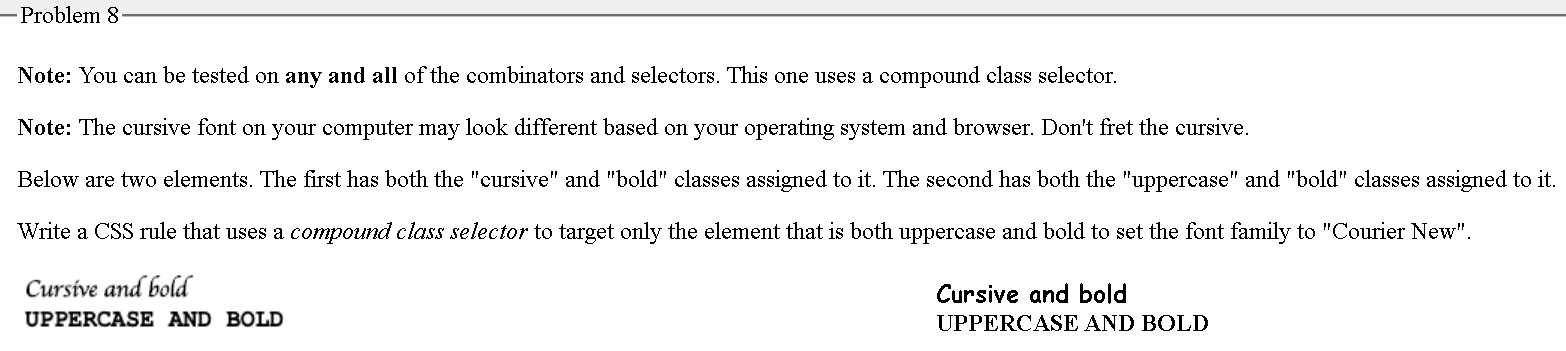 Problem 8
Note: You can be tested on any and all of the combinators and selectors. This one uses a compound class selector.
Note: The cursive font on your computer may look different based on your operating system and browser. Don't fret the cursive.
Below are two elements. The first has both the "cursive" and "bold" classes assigned to it. The second has both the "uppercase" and "bold" classes assigned to it.
Write a CSS rule that uses a compound class selector to target only the element that is both uppercase and bold to set the font family to "Courier New".
Cursive and bold
UPPERCASE AND BOLD
Cursive and bold
UPPERCASE AND BOLD